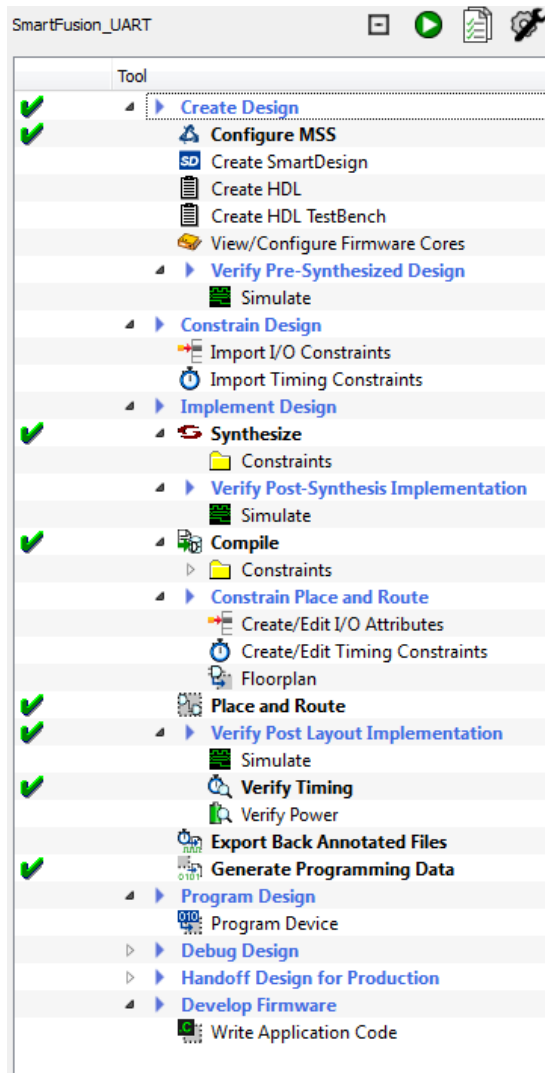 SmartFusion_UART
Tool
Create Design
Configure MSS
SD Create SmartDesign
Create HDL
Create HDL TestBench
View/Configure Firmware Cores
Verify Pre-Synthesized Design
Simulate
Constrain Design
Import I/O Constraints
Import Timing Constraints
Implement Design
Synthesize
Constraints
Verify Post-Synthesis Implementation
Simulate
Compile
Constraints
Constrain Place and Route
Create/Edit I/O Attributes
Create/Edit Timing Constraints
Floorplan
Place and Route
Verify Post Layout Implementation
Simulate
Verify Timing
Verify Power
Export Back Annotated Files
0101 Generate Programming Data
Program Design
010 Program Device
Debug Design
Handoff Design for Production
Develop Firmware
.C Write Application Code